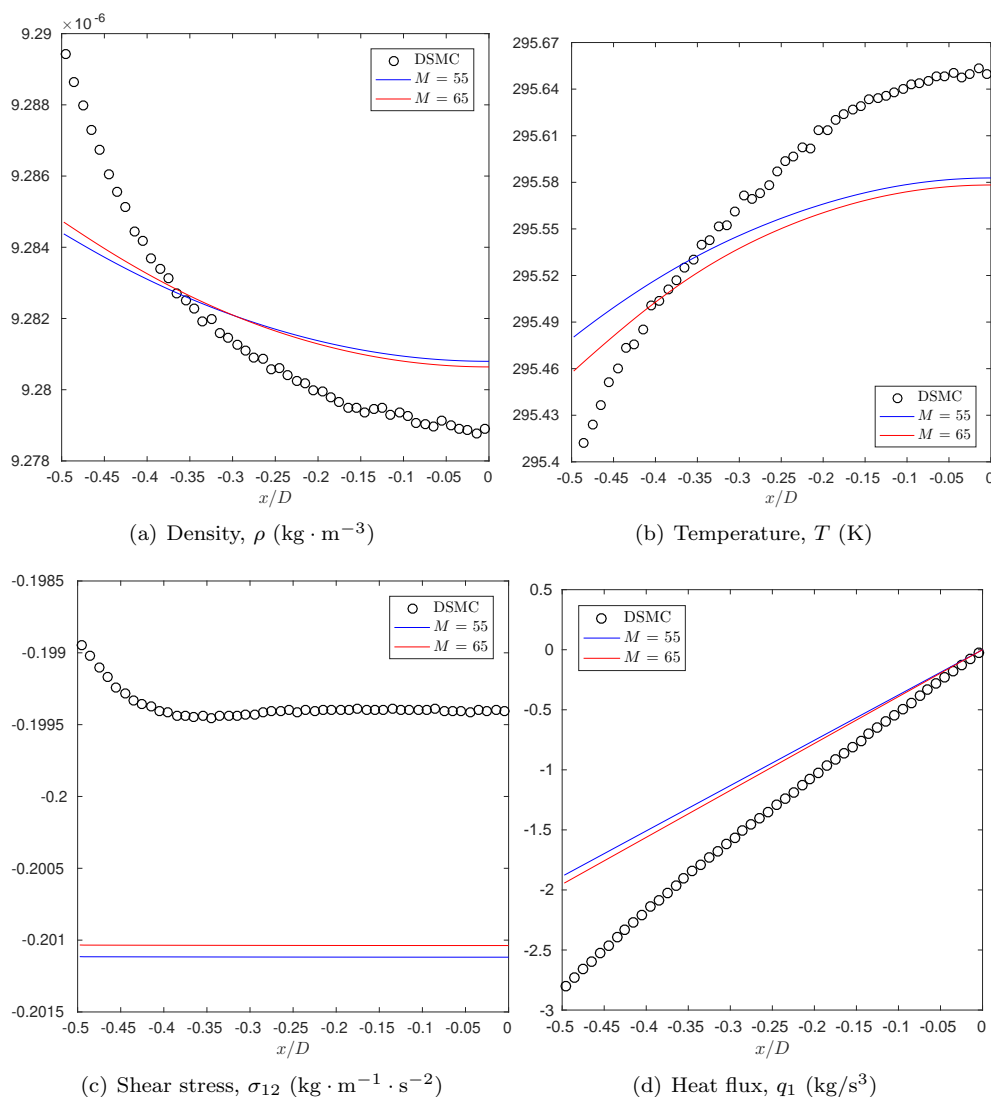 ×10⁻⁶
9.29
9.288
9.286
9.284
9.282
9.28
9.278
-0.5 -0.45 -0.4 -0.35 -0.3 -0.25 -0.2 -0.15 -0.1 -0.05 0
x/D
DSMC
M = 55
M = 65
(a) Density, ρ (kg · m⁻³)
295.67
295.64
295.61
295.58
295.55
295.52
295.49
295.46
295.43
295.4
-0.5 -0.45 -0.4 -0.35 -0.3 -0.25 -0.2 -0.15 -0.1 -0.05 0
x/D
DSMC
M = 55
M = 65
(b) Temperature, T (K)
-0.1985
-0.199
-0.1995
-0.2
-0.2005
-0.201
-0.2015
-0.5 -0.45 -0.4 -0.35 -0.3 -0.25 -0.2 -0.15 -0.1 -0.05 0
x/D
DSMC
M = 55
M = 65
(c) Shear stress, σ₁₂ (kg · m⁻¹ · s⁻²)
0.5
0
-0.5
-1
-1.5
-2
-2.5
-3
-0.5 -0.45 -0.4 -0.35 -0.3 -0.25 -0.2 -0.15 -0.1 -0.05 0
x/D
DSMC
M = 55
M = 65
(d) Heat flux, q₁ (kg/s³)